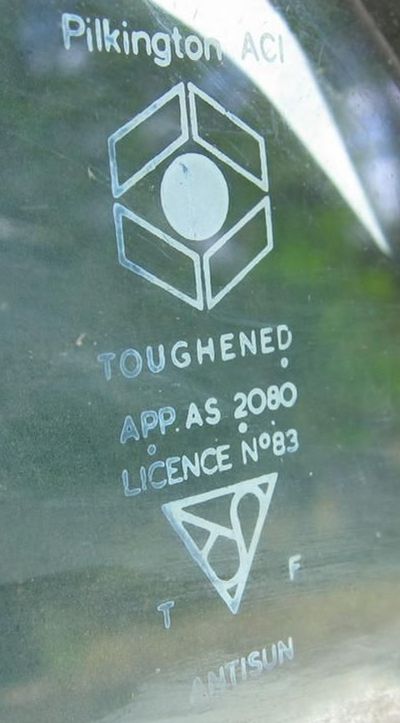 Pilkington ACI
TOUGHENED
APP. AS 2080
LICENCE Nº83
T F
ANTISUN